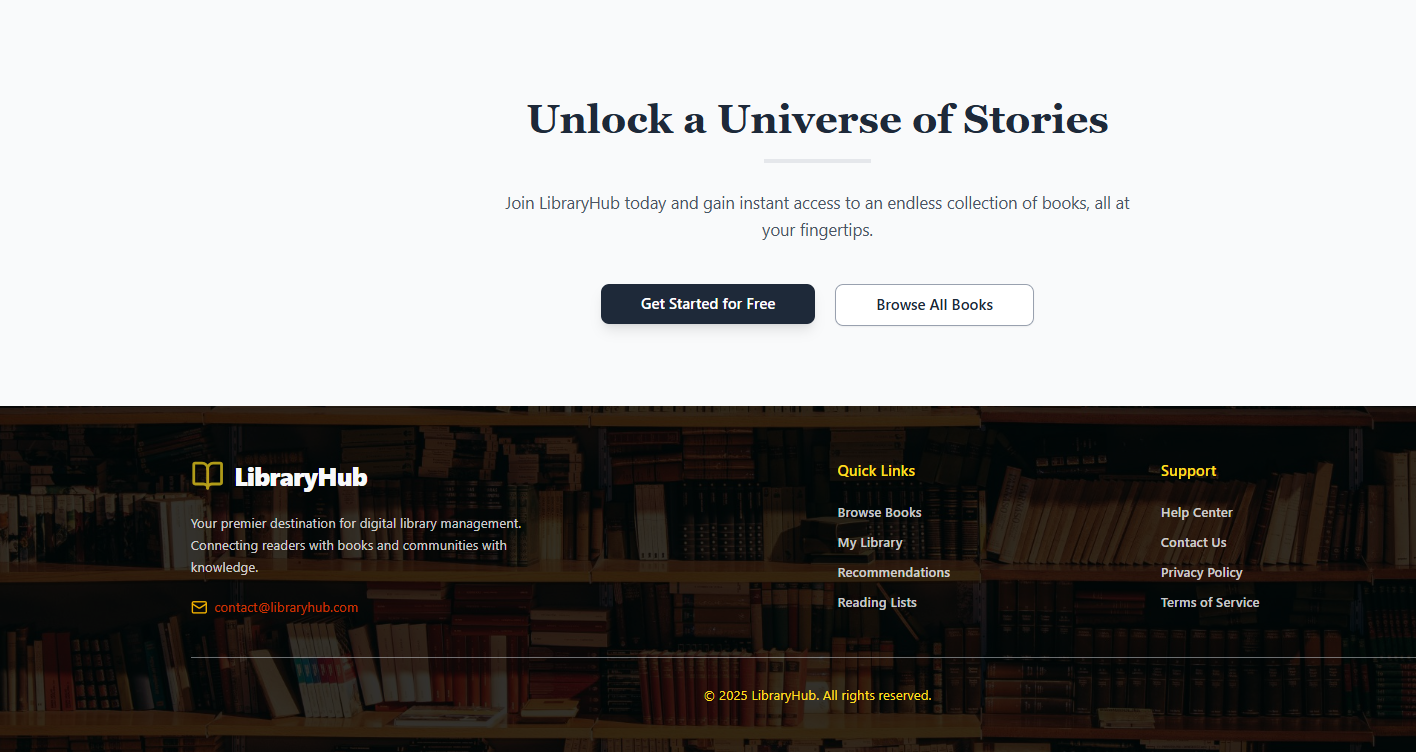 Unlock a Universe of Stories
Join LibraryHub today and gain instant access to an endless collection of books, all at
your fingertips.
Get Started for Free
Browse All Books
LibraryHub
Your premier destination for digital library management.
Connecting readers with books and communities with
knowledge.
contact@libraryhub.com
Quick Links
Browse Books
My Library
Recommendations
Reading Lists
Support
Help Center
Contact Us
Privacy Policy
Terms of Service
© 2025 LibraryHub. All rights reserved.